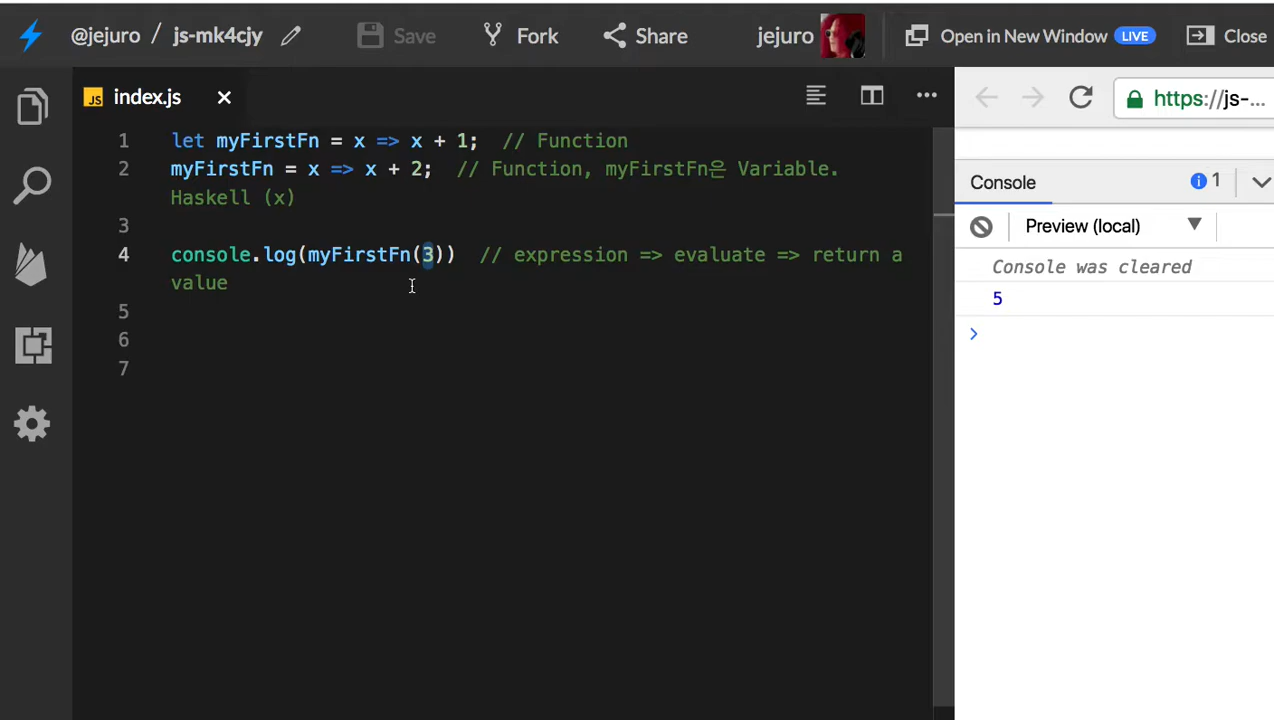 @jejuro / js-mk4cjy Save Fork Share jejuro Open in New Window LIVE Close
JS index.js
https://js-...
1 let myFirstFn = x => x + 1; // Function
2 myFirstFn = x => x + 2; // Function, myFirstFn은 Variable.
Haskell (x)
3
4 console.log(myFirstFn(3)) // expression => evaluate => return a
value
5
6
7
Console 1
Preview (local)
Console was cleared
5